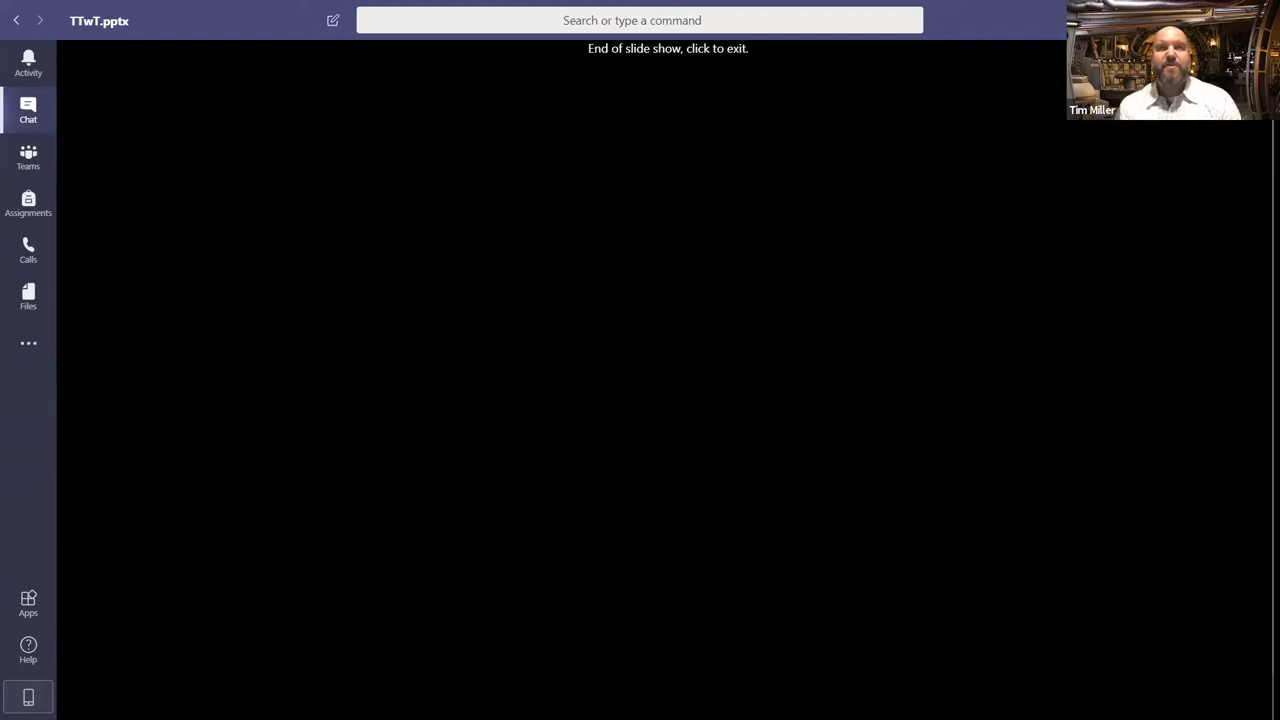 TTwT.pptx
Search or type a command
End of slide show, click to exit.
Tim Miller
Activity
Chat
Teams
Assignments
Calls
Files
Apps
Help